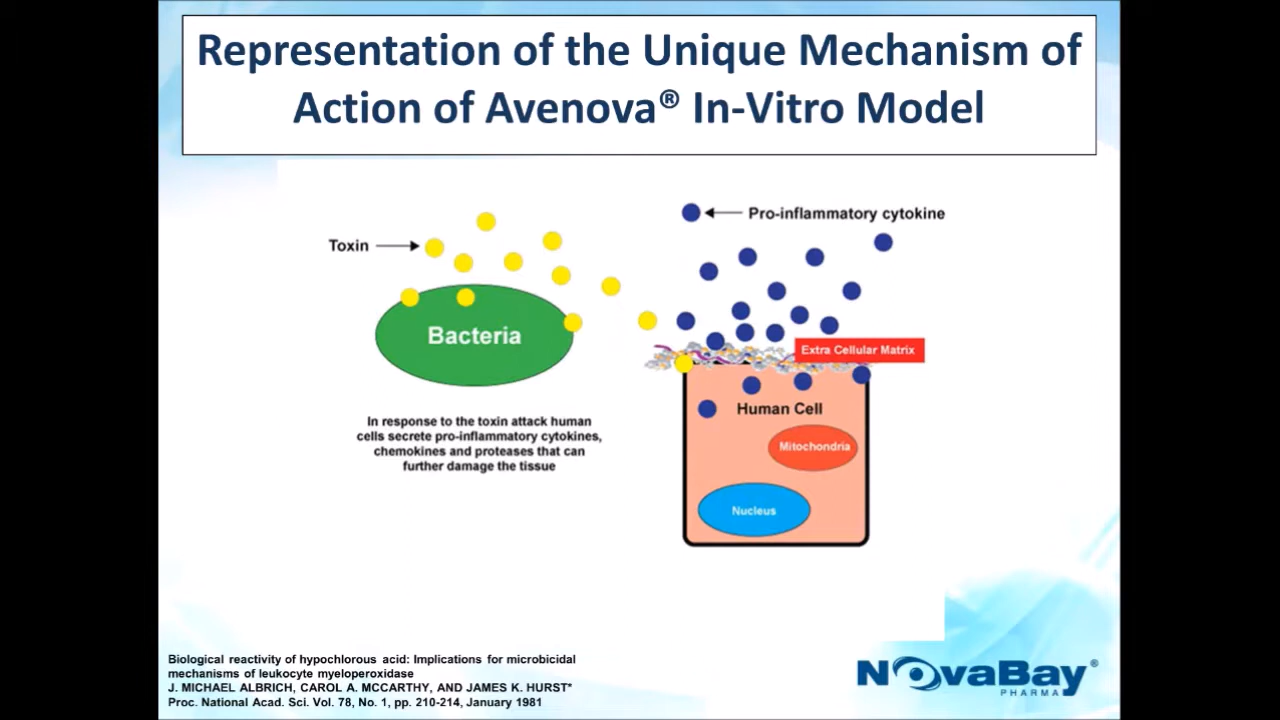 Representation of the Unique Mechanism of
Action of Avenova® In-Vitro Model
Toxin
Pro-inflammatory cytokine
Bacteria
Extra Cellular Matrix
Human Cell
Mitochondria
Nucleus
In response to the toxin attack human
cells secrete pro-inflammatory cytokines,
chemokines and proteases that can
further damage the tissue
Biological reactivity of hypochlorous acid: Implications for microbicidal
mechanisms of leukocyte myeloperoxidase
J. MICHAEL ALBRICH, CAROL A. MCCARTHY, AND JAMES K. HURST*
Proc. National Acad. Sci. Vol. 78, No. 1, pp. 210-214, January 1981
NovaBay®
PHARMA